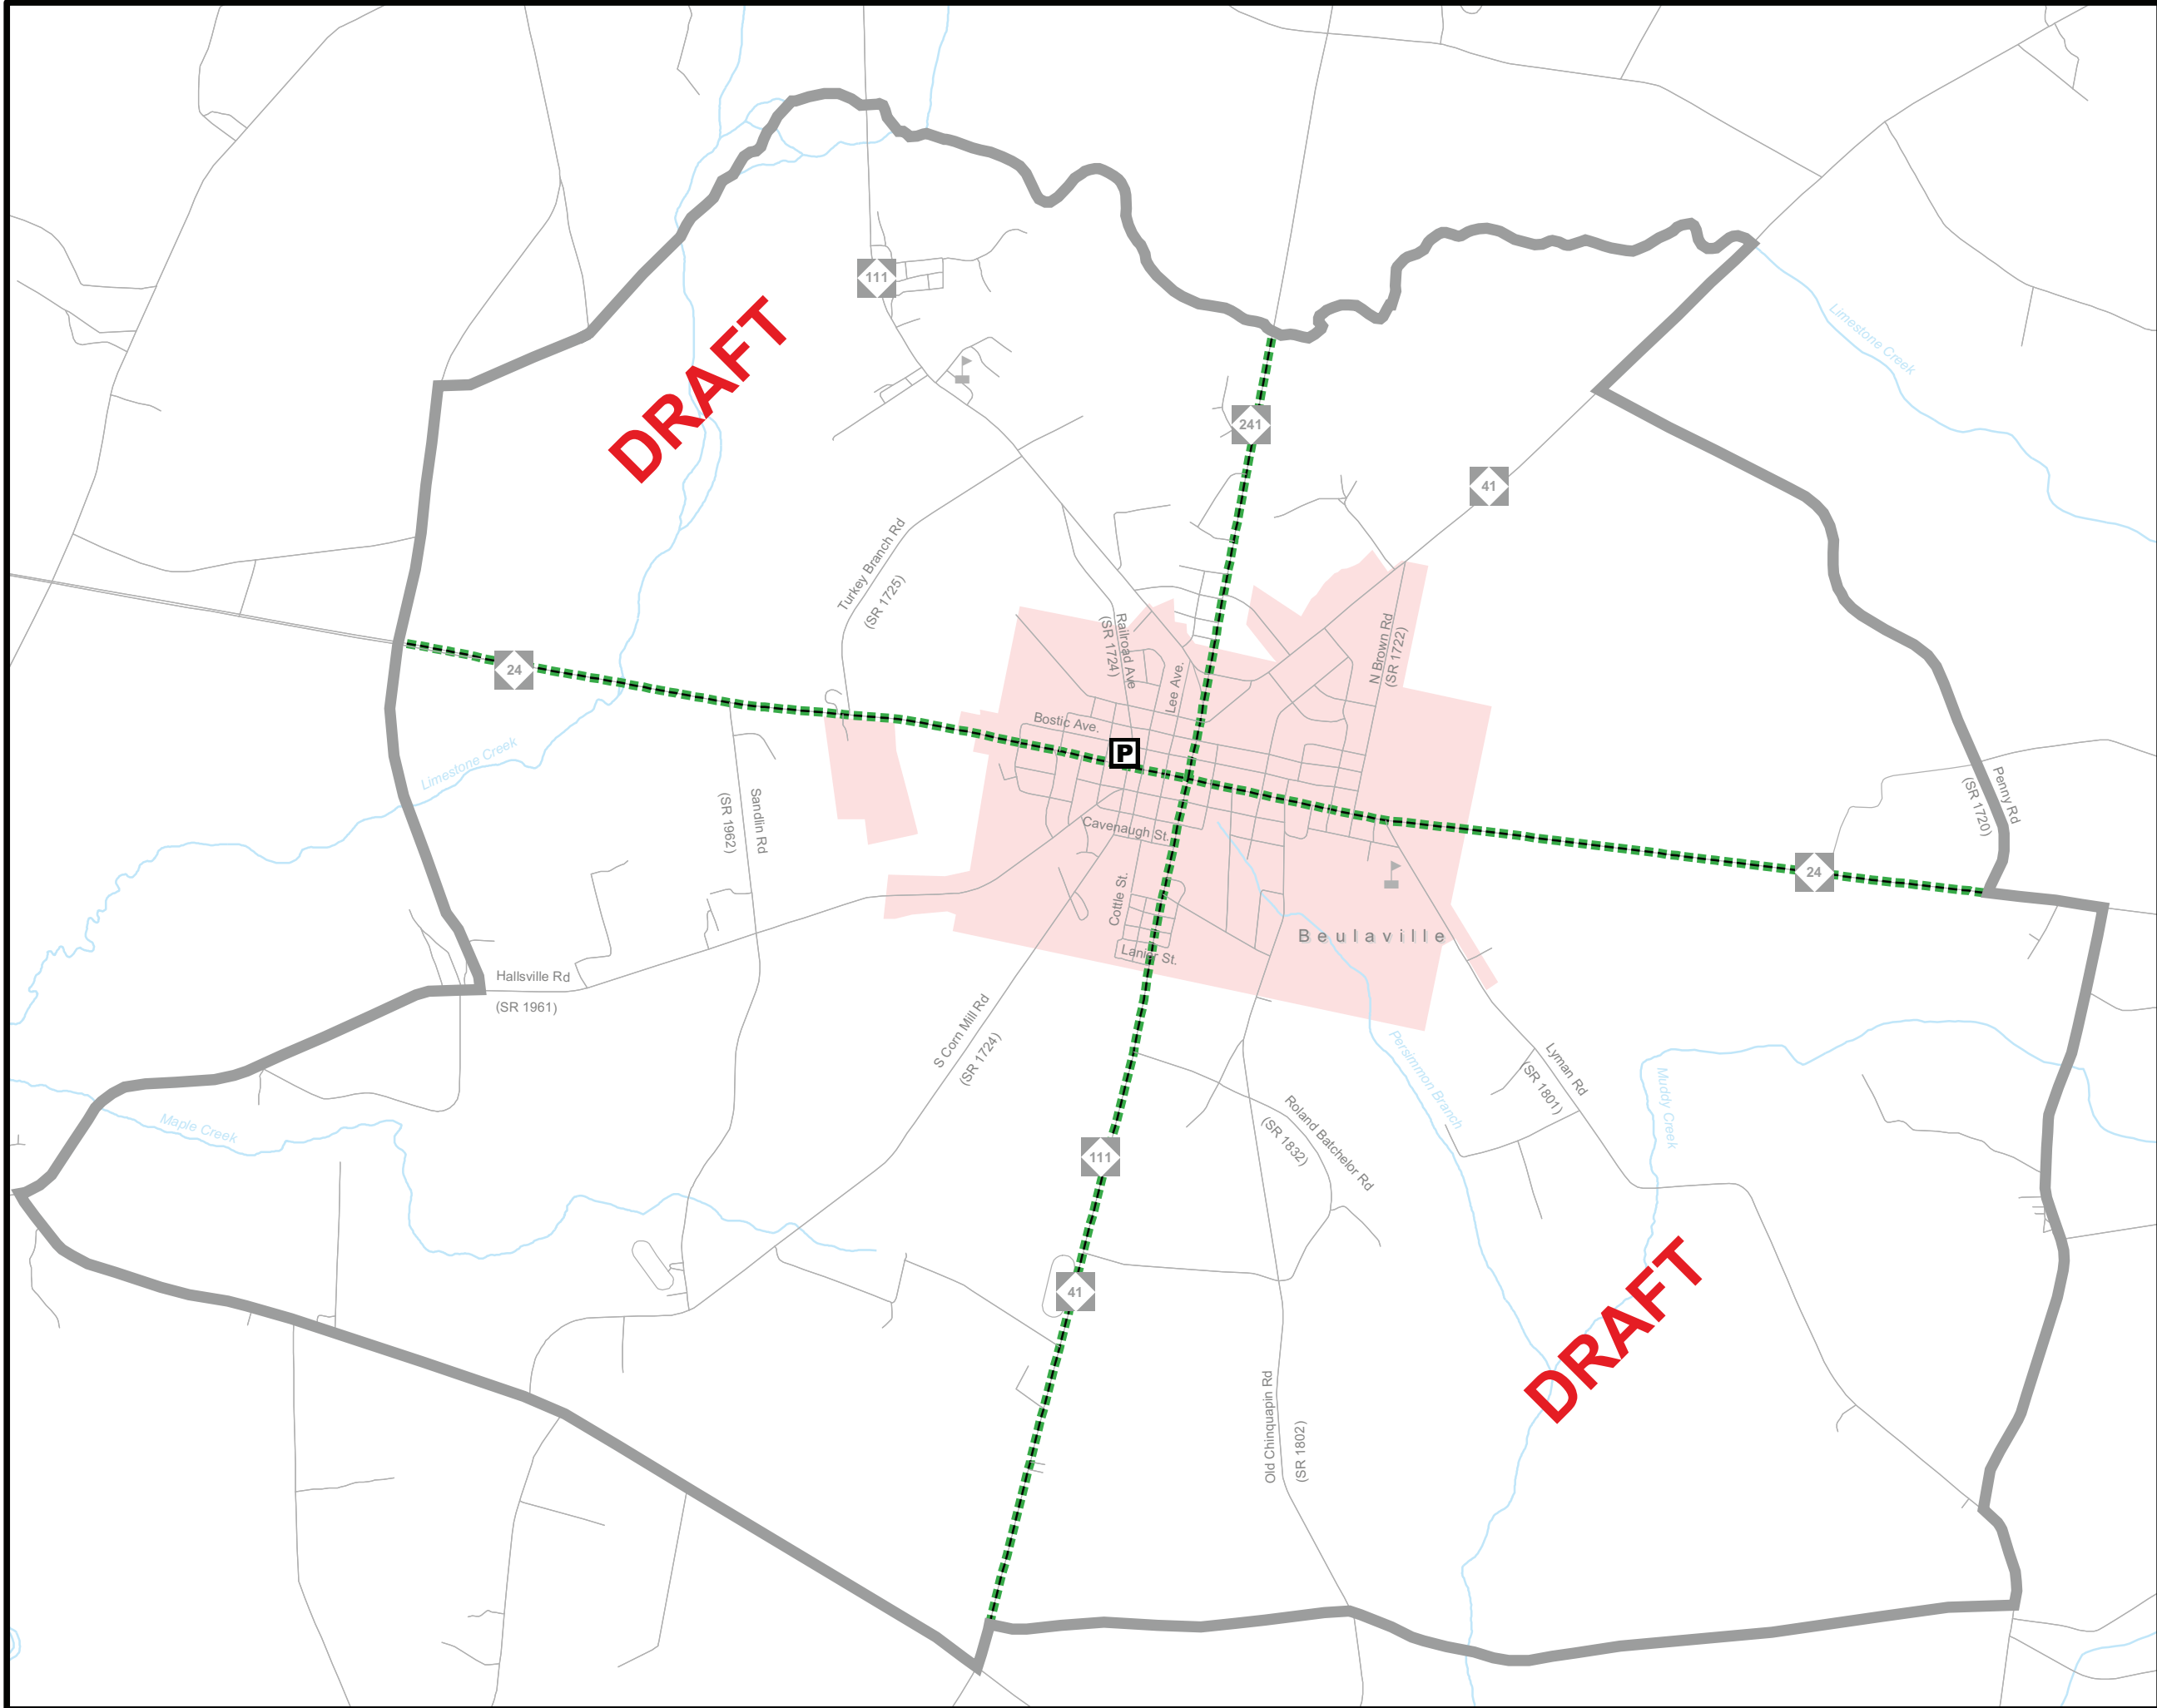 111
DRAFT
Limestone Creek
241
41
Turkey Branch Rd
(SR 1725)
Railroad Ave
(SR 1724)
N Brown Rd
(SR 1722)
24
Lee Ave.
Bostic Ave.
P
Limestone Creek
Sandlin Rd
(SR 1962)
Penny Rd
(SR 1720)
Cavenaugh St.
24
Cottle St.
Beulaville
Lanier St.
Hallsville Rd
(SR 1961)
S Corn Mill Rd
(SR 1724)
Persimmon Branch
Lyman Rd
(SR 1801)
Muddy Creek
Maple Creek
Roland Batchelor Rd
(SR 1832)
111
41
DRAFT
Old Chinquapin Rd
(SR 1802)